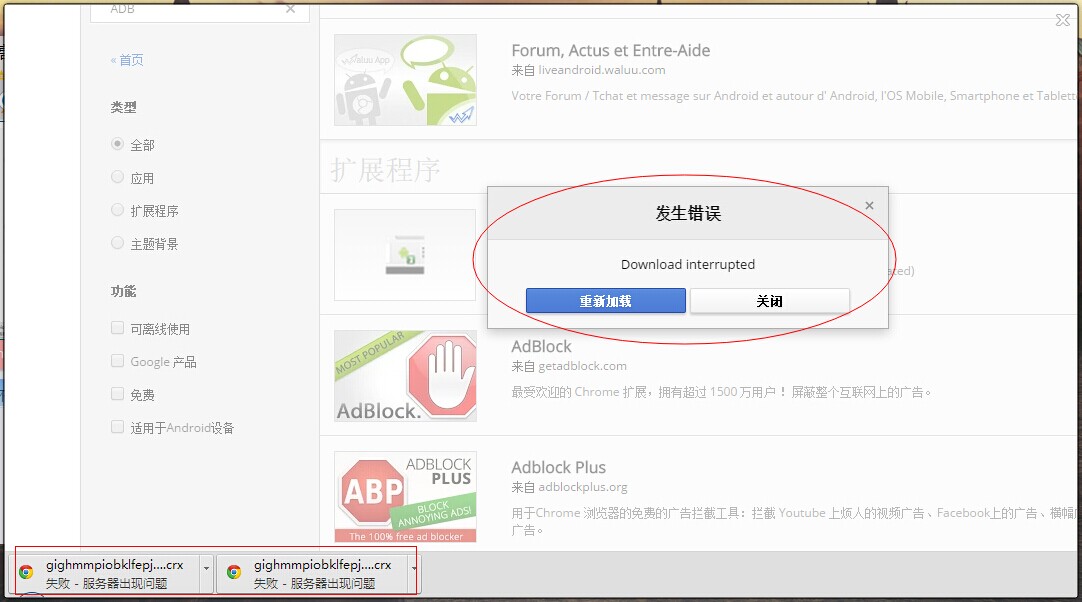 ADB
« 首页
类型
全部
应用
扩展程序
主题背景
功能
可离线使用
Google 产品
免费
适用于Android设备
Waluu App
Forum, Actus et Entre-Aide
来自 liveandroid.waluu.com
Votre Forum / Tchat et message sur Android et autour d' Android, l'OS Mobile, Smartphone et Tablett
扩展程序
发生错误
Download interrupted
重新加载
关闭
MOST POPULAR
AdBlock.
AdBlock
来自 getadblock.com
最受欢迎的 Chrome 扩展，拥有超过 1500 万用户！屏蔽整个互联网上的广告。
ABP
ADBLOCK
PLUS
BLOCK
ANNOYING ADS!
The 100% free ad blocker
Adblock Plus
来自 adblockplus.org
用于Chrome 浏览器的免费的广告拦截工具：拦截 Youtube 上烦人的视频广告、Facebook上的广告、横幅
广告。
gighmmpiobklfepj....crx
失败 - 服务器出现问题
gighmmpiobklfepj....crx
失败 - 服务器出现问题